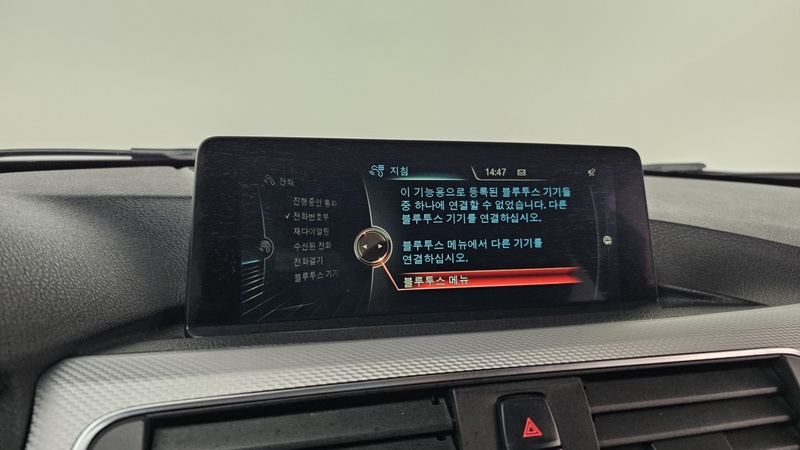 전화
진행중인 통화
✓ 전화번호부
재다이얼링
수신된 전화
전화걸기
블루투스 기기
지침
14:47
이 기능용으로 등록된 블루투스 기기들
중 하나에 연결할 수 없었습니다. 다른
블루투스 기기를 연결하십시오.
블루투스 메뉴에서 다른 기기를
연결하십시오.
블루투스 메뉴